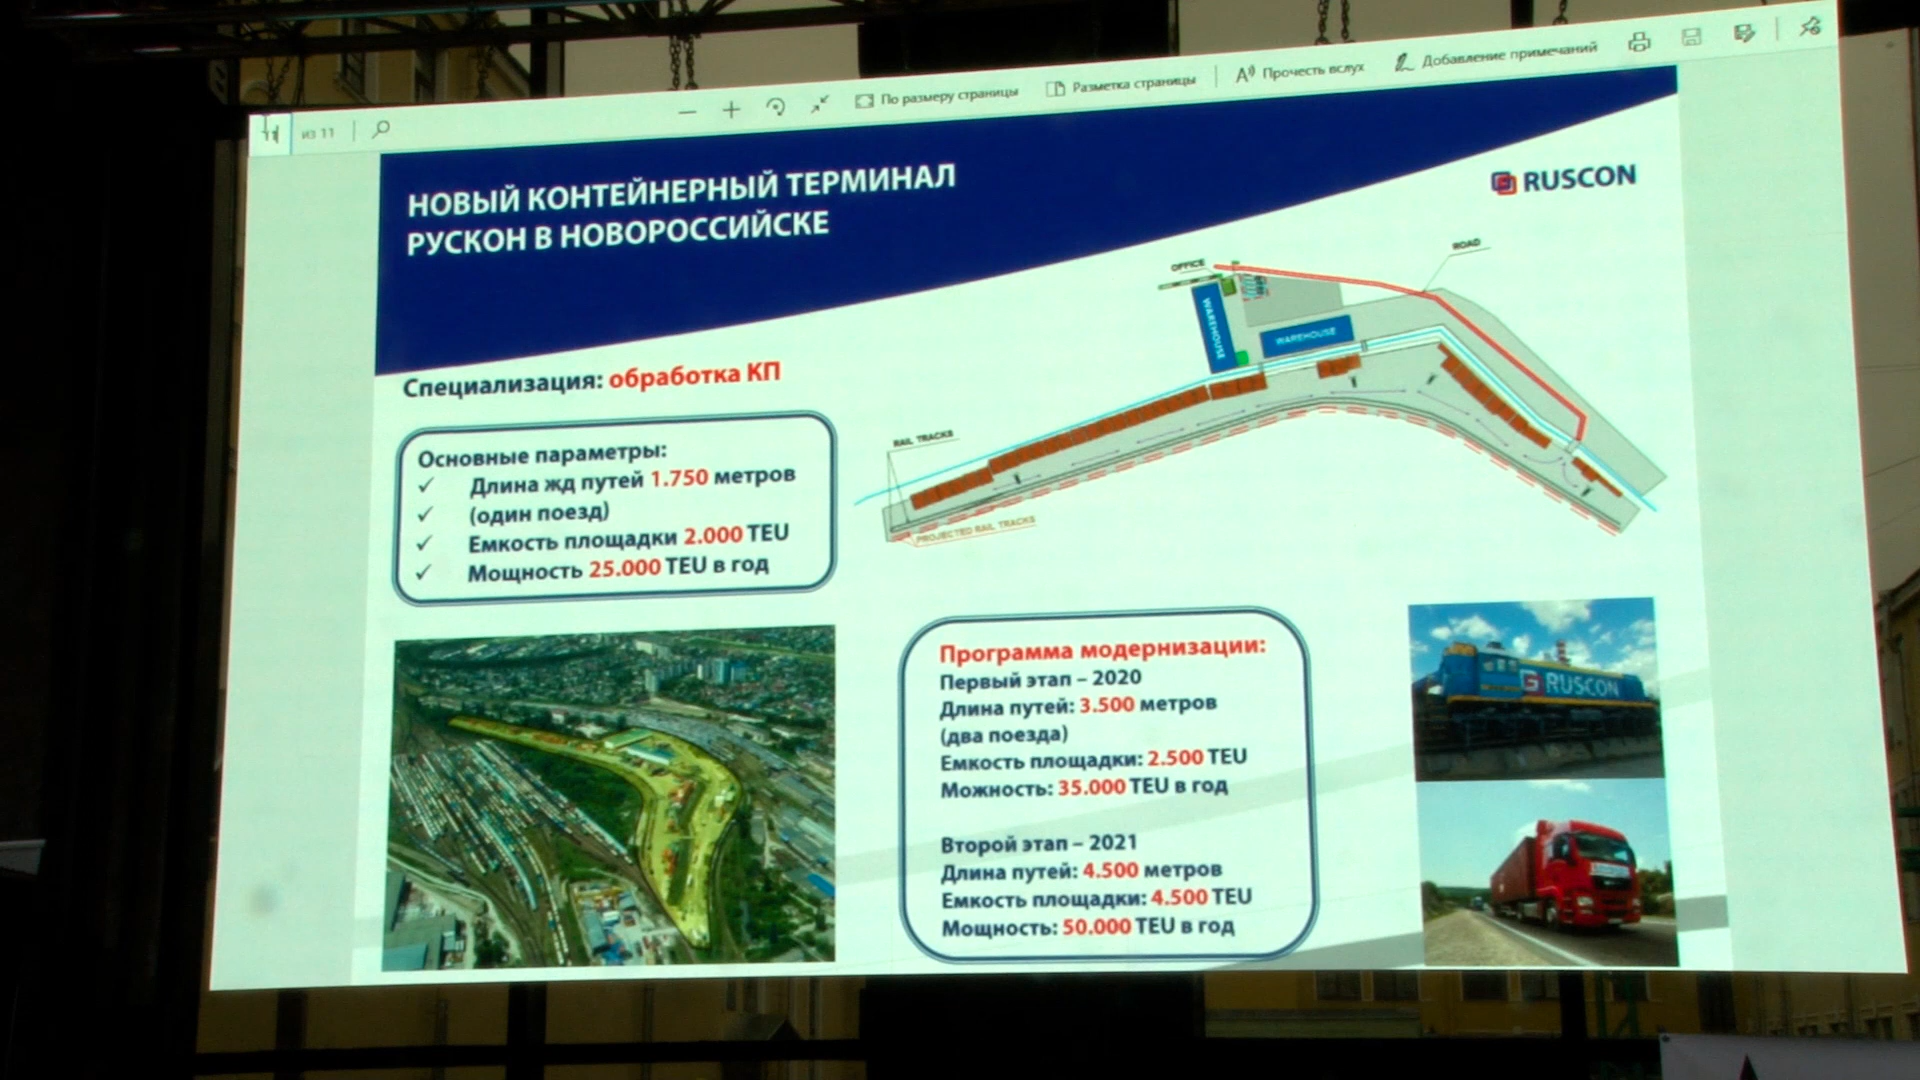 11 из 11
По размеру страницы
Разметка страницы
Прочесть вслух
Добавление примечаний
НОВЫЙ КОНТЕЙНЕРНЫЙ ТЕРМИНАЛ
РУСКОН В НОВОРОССИЙСКЕ
RUSCON
OFFICE
ROAD
WAREHOUSE
WAREHOUSE
RAIL TRACKS
PROJECTED RAIL TRACKS
Специализация: обработка КП
Основные параметры:
✓ Длина жд путей 1.750 метров
✓ (один поезд)
✓ Емкость площадки 2.000 TEU
✓ Мощность 25.000 TEU в год
Программа модернизации:
Первый этап – 2020
Длина путей: 3.500 метров
(два поезда)
Емкость площадки: 2.500 TEU
Можность: 35.000 TEU в год
Второй этап – 2021
Длина путей: 4.500 метров
Емкость площадки: 4.500 TEU
Мощность: 50.000 TEU в год
RUSCON